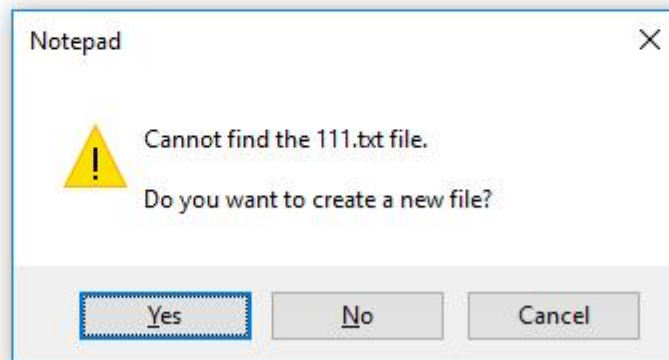 Notepad
Cannot find the 111.txt file.
Do you want to create a new file?
Yes
No
Cancel